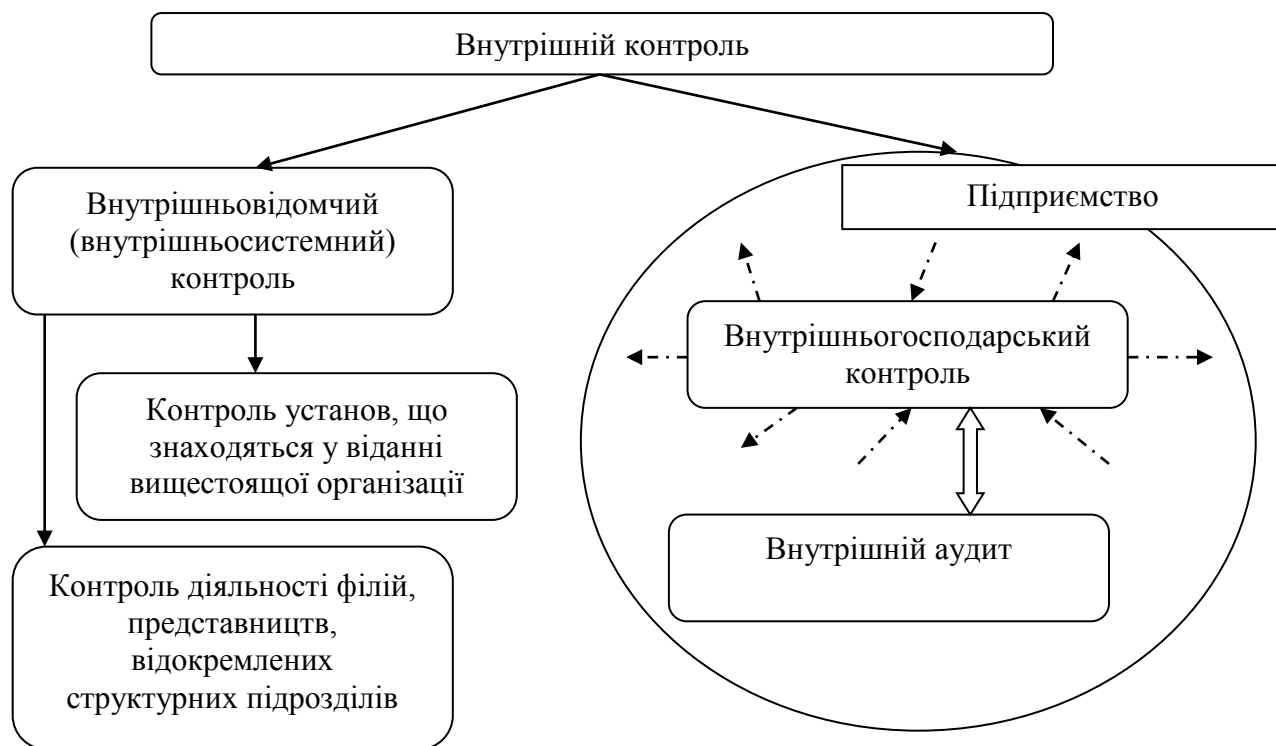 Внутрішній контроль
Внутрішньовідомчий
(внутрішньосистемний)
контроль
Підприємство
Внутрішньогосподарський
контроль
Контроль установ, що
знаходяться у віданні
вищестоящої організації
Внутрішній аудит
Контроль діяльності філій,
представництв,
відокремлених
структурних підрозділів